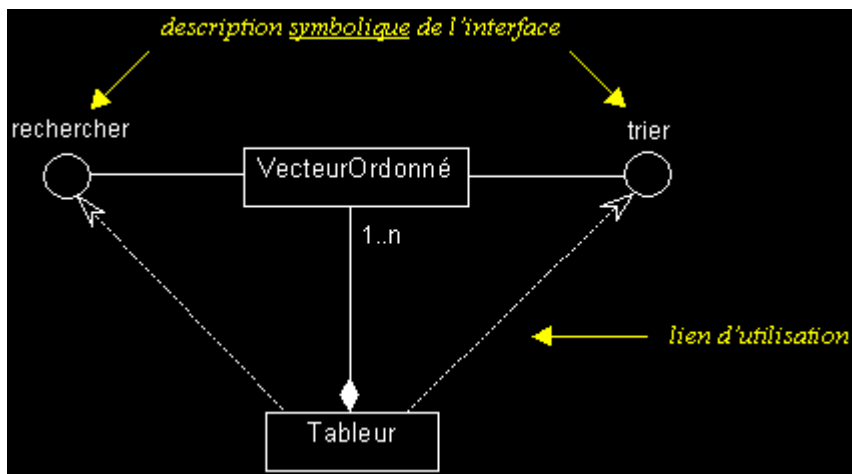 description symbolique de l'interface
rechercher
trier
VecteurOrdonné
1..n
lien d'utilisation
Tableur